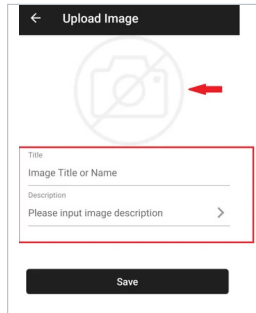 Upload Image
Title
Image Title or Name
Description
Please input image description
Save